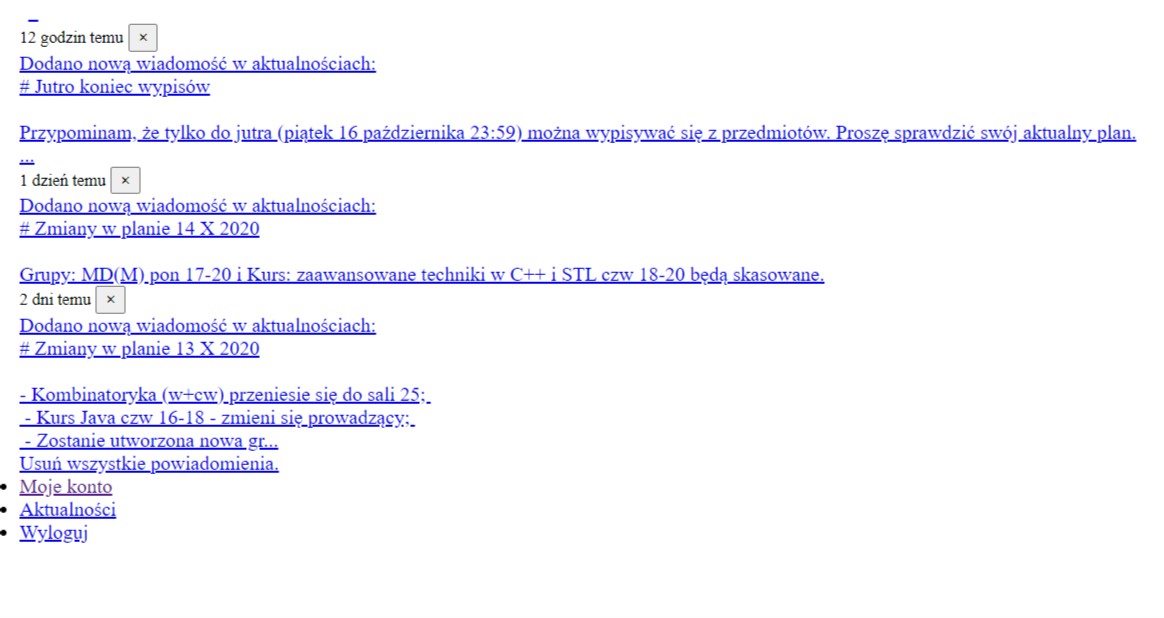 12 godzin temu ×
Dodano nową wiadomość w aktualnościach:
# Jutro koniec wypisów
Przypominam, że tylko do jutra (piątek 16 października 23:59) można wypisywać się z przedmiotów. Proszę sprawdzić swój aktualny plan.
...
1 dzień temu ×
Dodano nową wiadomość w aktualnościach:
# Zmiany w planie 14 X 2020
Grupy: MD(M) pon 17-20 i Kurs: zaawansowane techniki w C++ i STL czw 18-20 będą skasowane.
2 dni temu ×
Dodano nową wiadomość w aktualnościach:
# Zmiany w planie 13 X 2020
- Kombinatoryka (w+cw) przeniesie się do sali 25;
- Kurs Java czw 16-18 - zmieni się prowadzący;
- Zostanie utworzona nowa gr...
Usuń wszystkie powiadomienia.
• Moje konto
• Aktualności
• Wyloguj